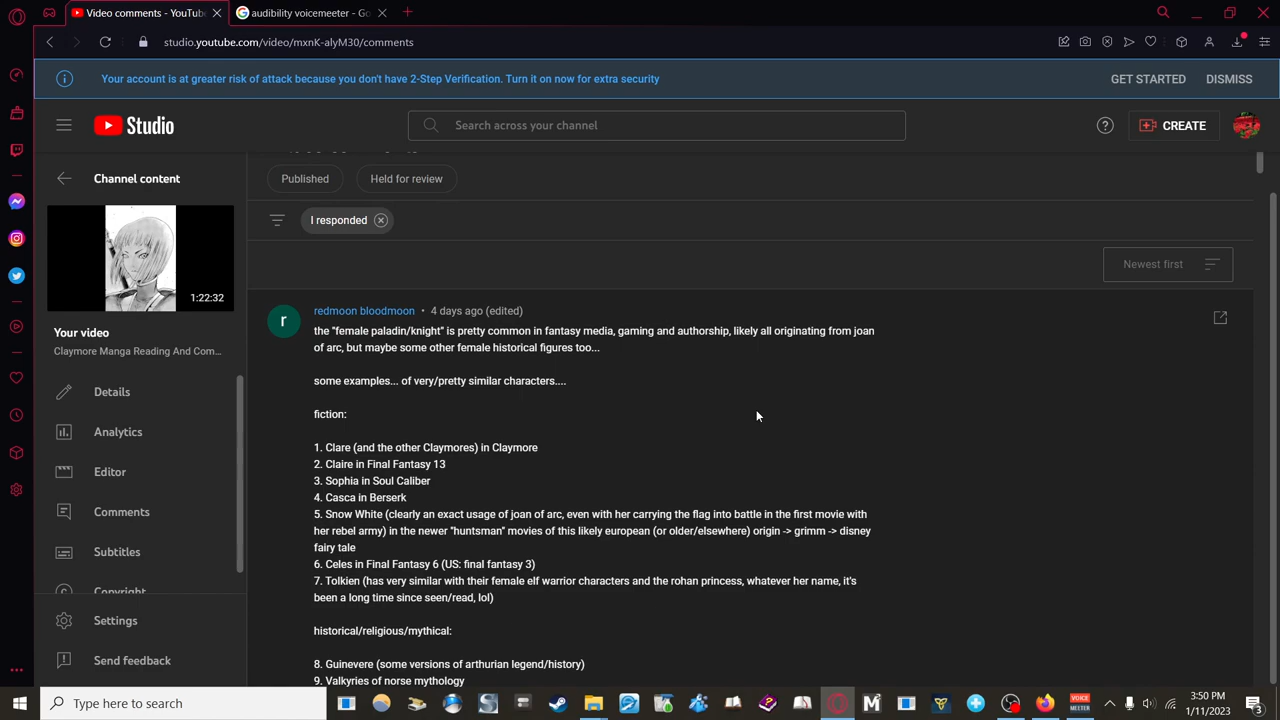 Video comments - YouTube
audibility voicemeeter - Go
studio.youtube.com/video/mxnK-alyM30/comments
Your account is at greater risk of attack because you don't have 2-Step Verification. Turn it on now for extra security
GET STARTED
DISMISS
Studio
Search across your channel
CREATE
Channel content
Published
Held for review
I responded
Newest first
1:22:32
Your video
Claymore Manga Reading And Com...
Details
Analytics
Editor
Comments
Subtitles
Copyright
Settings
Send feedback
r
redmoon bloodmoon • 4 days ago (edited)
the "female paladin/knight" is pretty common in fantasy media, gaming and authorship, likely all originating from joan
of arc, but maybe some other female historical figures too...
some examples... of very/pretty similar characters....
fiction:
1. Clare (and the other Claymores) in Claymore
2. Claire in Final Fantasy 13
3. Sophia in Soul Caliber
4. Casca in Berserk
5. Snow White (clearly an exact usage of joan of arc, even with her carrying the flag into battle in the first movie with
her rebel army) in the newer "huntsman" movies of this likely european (or older/elsewhere) origin -> grimm -> disney
fairy tale
6. Celes in Final Fantasy 6 (US: final fantasy 3)
7. Tolkien (has very similar with their female elf warrior characters and the rohan princess, whatever her name, it's
been a long time since seen/read, lol)
historical/religious/mythical:
8. Guinevere (some versions of arthurian legend/history)
9. Valkyries of norse mythology
Type here to search
VOICE
MEETER
3:50 PM
1/11/2023
3